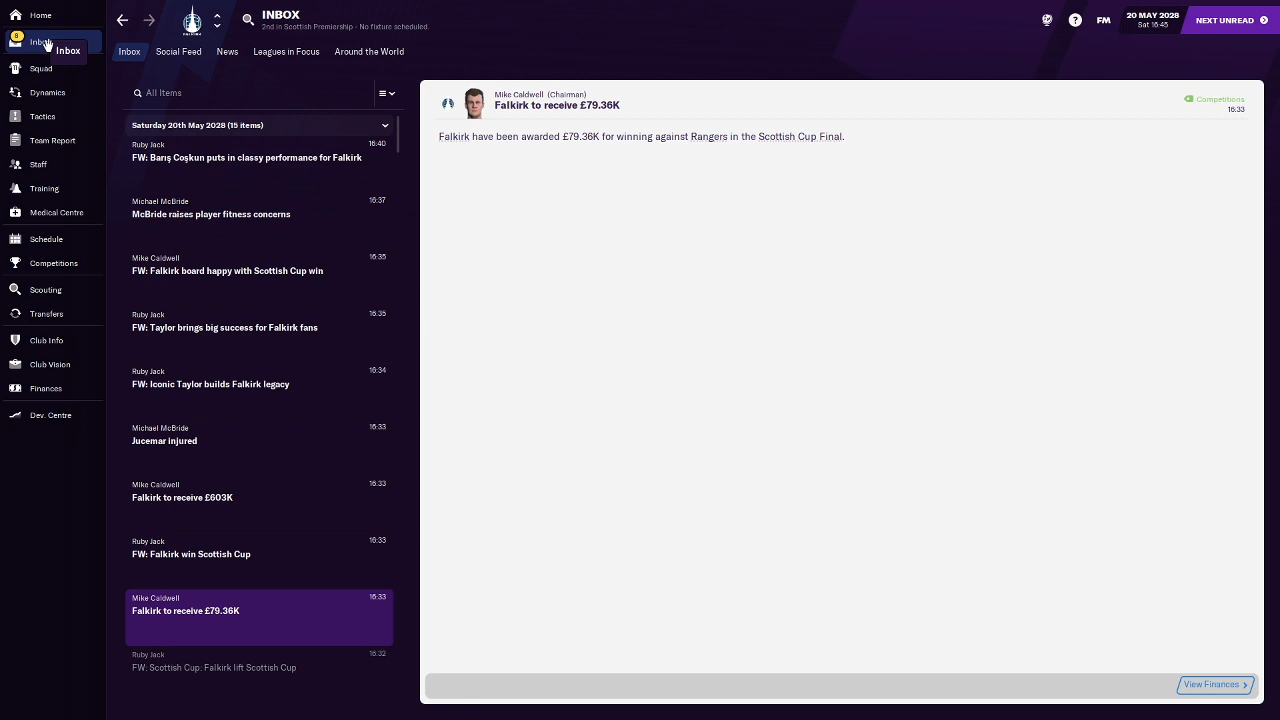 Home
INBOX
2nd in Scottish Premiership - No fixture scheduled.
FALKIRK
FM
20 MAY 2028
Sat 16:45
NEXT UNREAD
8
Inbox
Inbox
Inbox
Social Feed
News
Leagues in Focus
Around the World
Squad
Dynamics
Tactics
Team Report
Staff
Training
Medical Centre
Schedule
Competitions
Scouting
Transfers
Club Info
Club Vision
Finances
Dev. Centre
All Items
Saturday 20th May 2028 (15 items)
Ruby Jack 16:40
FW: Barış Coşkun puts in classy performance for Falkirk
Michael McBride 16:37
McBride raises player fitness concerns
Mike Caldwell 16:35
FW: Falkirk board happy with Scottish Cup win
Ruby Jack 16:35
FW: Taylor brings big success for Falkirk fans
Ruby Jack 16:34
FW: Iconic Taylor builds Falkirk legacy
Michael McBride 16:33
Jucemar injured
Mike Caldwell 16:33
Falkirk to receive £603K
Ruby Jack 16:33
FW: Falkirk win Scottish Cup
Mike Caldwell 16:33
Falkirk to receive £79.36K
Ruby Jack 16:32
FW: Scottish Cup: Falkirk lift Scottish Cup
Mike Caldwell (Chairman)
Falkirk to receive £79.36K
Competitions
16:33
Falkirk have been awarded £79.36K for winning against Rangers in the Scottish Cup Final.
View Finances